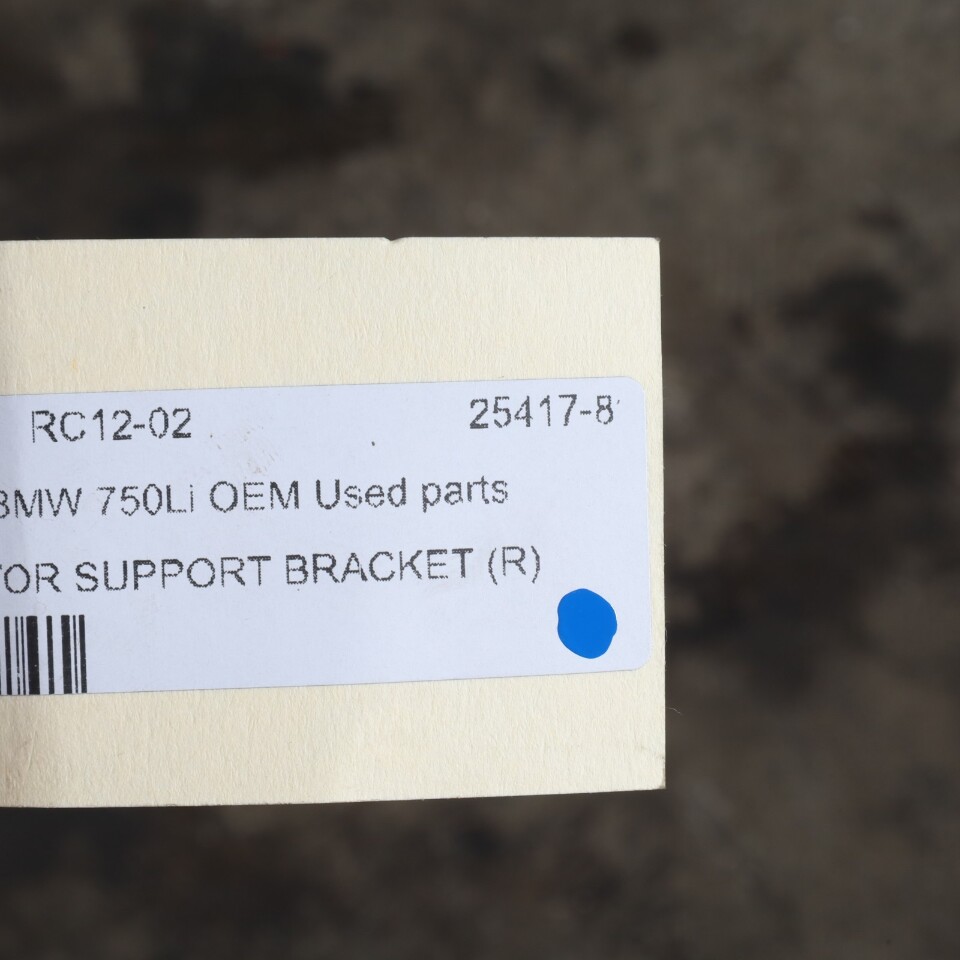 RC12-02 25417-8
BMW 750Li OEM Used parts
TOR SUPPORT BRACKET (R)